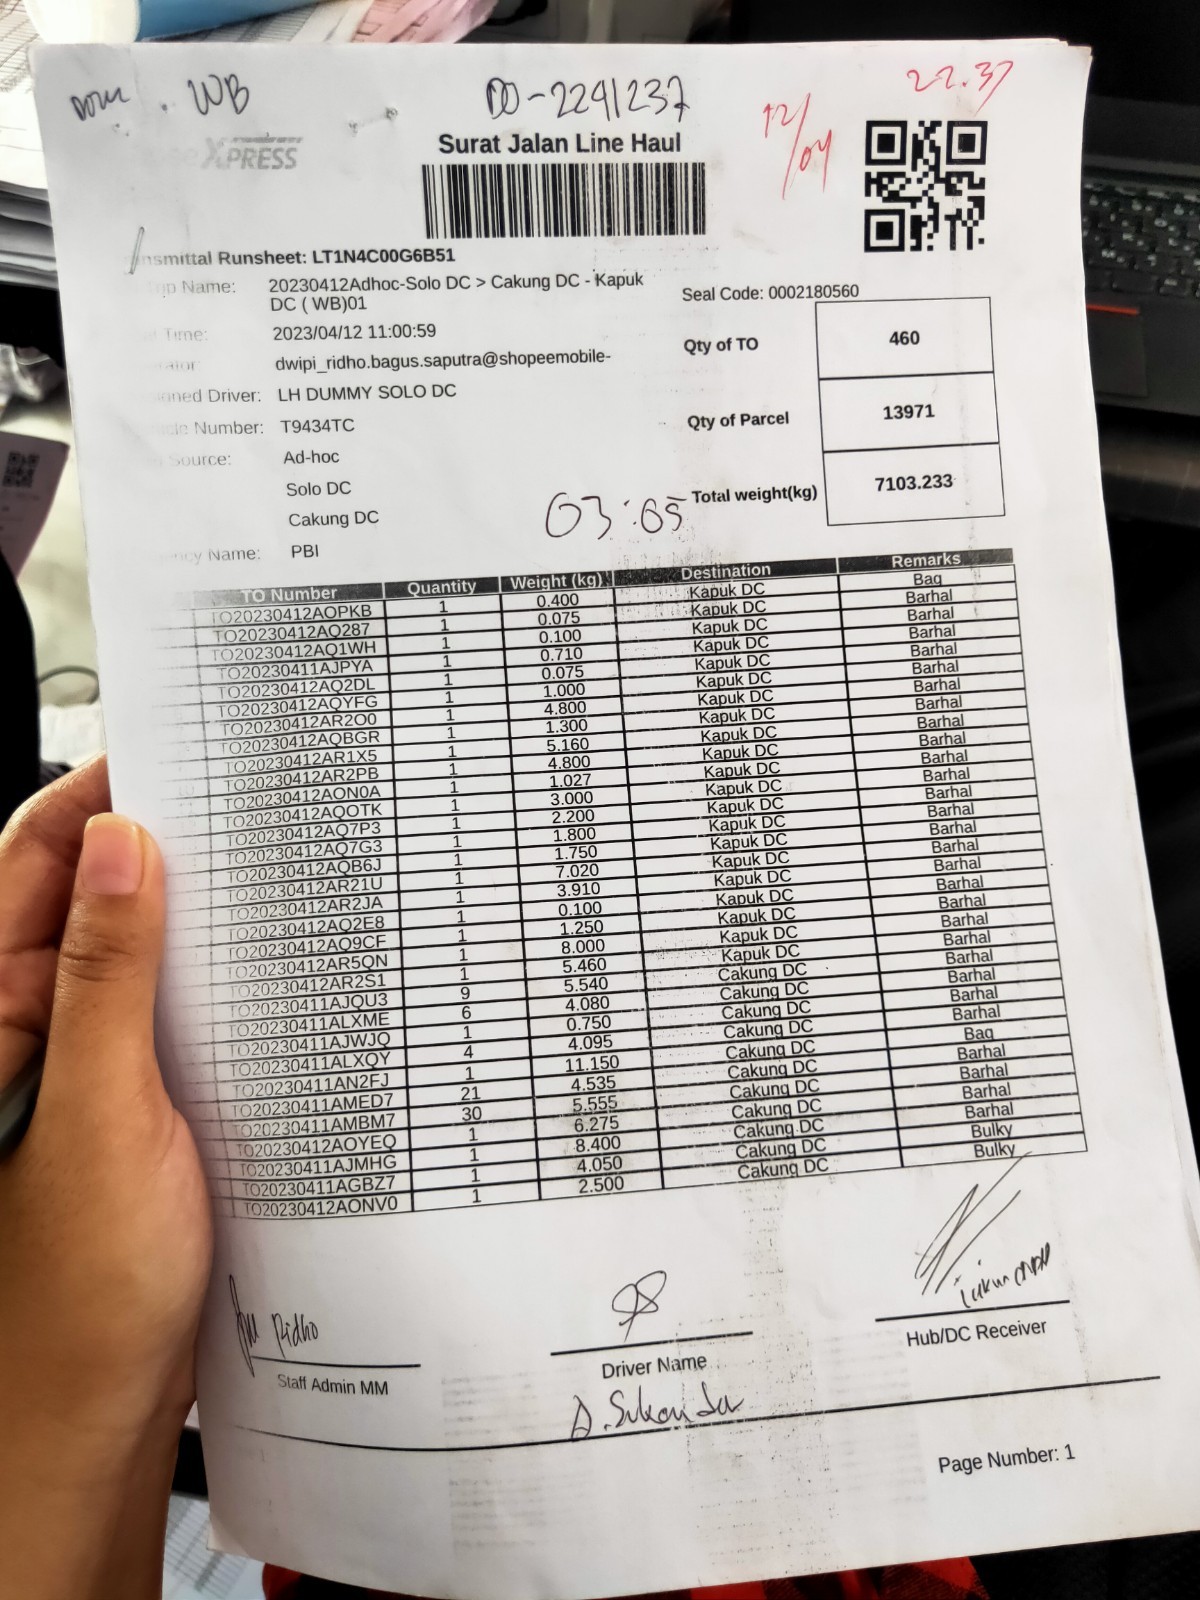 WB
DO-2241237
22.37
12/04
XPRESS
Surat Jalan Line Haul
nsmittal Runsheet: LT1N4C00G6B51
ip Name: 20230412Adhoc-Solo DC > Cakung DC - Kapuk
DC ( WB)01
Seal Code: 0002180560
Time: 2023/04/12 11:00:59
Qty of TO 460
ator dwipi_ridho.bagus.saputra@shopeemobile-
gned Driver: LH DUMMY SOLO DC
Qty of Parcel 13971
cle Number: T9434TC
Source: Ad-hoc
Solo DC
Total weight(kg) 7103.233
Cakung DC
03:05
ncy Name: PBI
TO Number Quantity Weight (kg) Destination Remarks
TO20230412AOPKB 1 0.400 Kapuk DC Bag
TO20230412AQ287 1 0.075 Kapuk DC Barhal
TO20230412AQ1WH 1 0.100 Kapuk DC Barhal
TO20230411AJPYA 1 0.710 Kapuk DC Barhal
TO20230412AQ2DL 1 0.075 Kapuk DC Barhal
TO20230412AQYFG 1 1.000 Kapuk DC Barhal
TO20230412AR2O0 1 4.800 Kapuk DC Barhal
TO20230412AQBGR 1 1.300 Kapuk DC Barhal
TO20230412AR1X5 1 5.160 Kapuk DC Barhal
TO20230412AR2PB 1 4.800 Kapuk DC Barhal
TO20230412AON0A 1 1.027 Kapuk DC Barhal
TO20230412AQOTK 1 3.000 Kapuk DC Barhal
TO20230412AQ7P3 1 2.200 Kapuk DC Barhal
TO20230412AQ7G3 1 1.800 Kapuk DC Barhal
TO20230412AQB6J 1 1.750 Kapuk DC Barhal
TO20230412AR21U 1 7.020 Kapuk DC Barhal
TO20230412AR2JA 1 3.910 Kapuk DC Barhal
TO20230412AQ2E8 1 0.100 Kapuk DC Barhal
TO20230412AQ9CF 1 1.250 Kapuk DC Barhal
TO20230412AR5QN 1 8.000 Kapuk DC Barhal
TO20230412AR2S1 1 5.460 Kapuk DC Barhal
TO20230411AJQU3 9 5.540 Cakung DC Barhal
TO20230411ALXME 6 4.080 Cakung DC Barhal
TO20230411AJWJQ 1 0.750 Cakung DC Barhal
TO20230411ALXQY 4 4.095 Cakung DC Barhal
TO20230411AN2FJ 1 11.150 Cakung DC Bag
TO20230411AMED7 21 4.535 Cakung DC Barhal
TO20230411AMBM7 30 5.555 Cakung DC Barhal
TO20230412AOYEQ 1 6.275 Cakung DC Barhal
TO20230411AJMHG 1 8.400 Cakung DC Barhal
TO20230411AGBZ7 1 4.050 Cakung DC Bulky
TO20230412AONV0 1 2.500 Cakung DC Bulky
Ridho
Staff Admin MM
Driver Name
Hub/DC Receiver
Page Number: 1